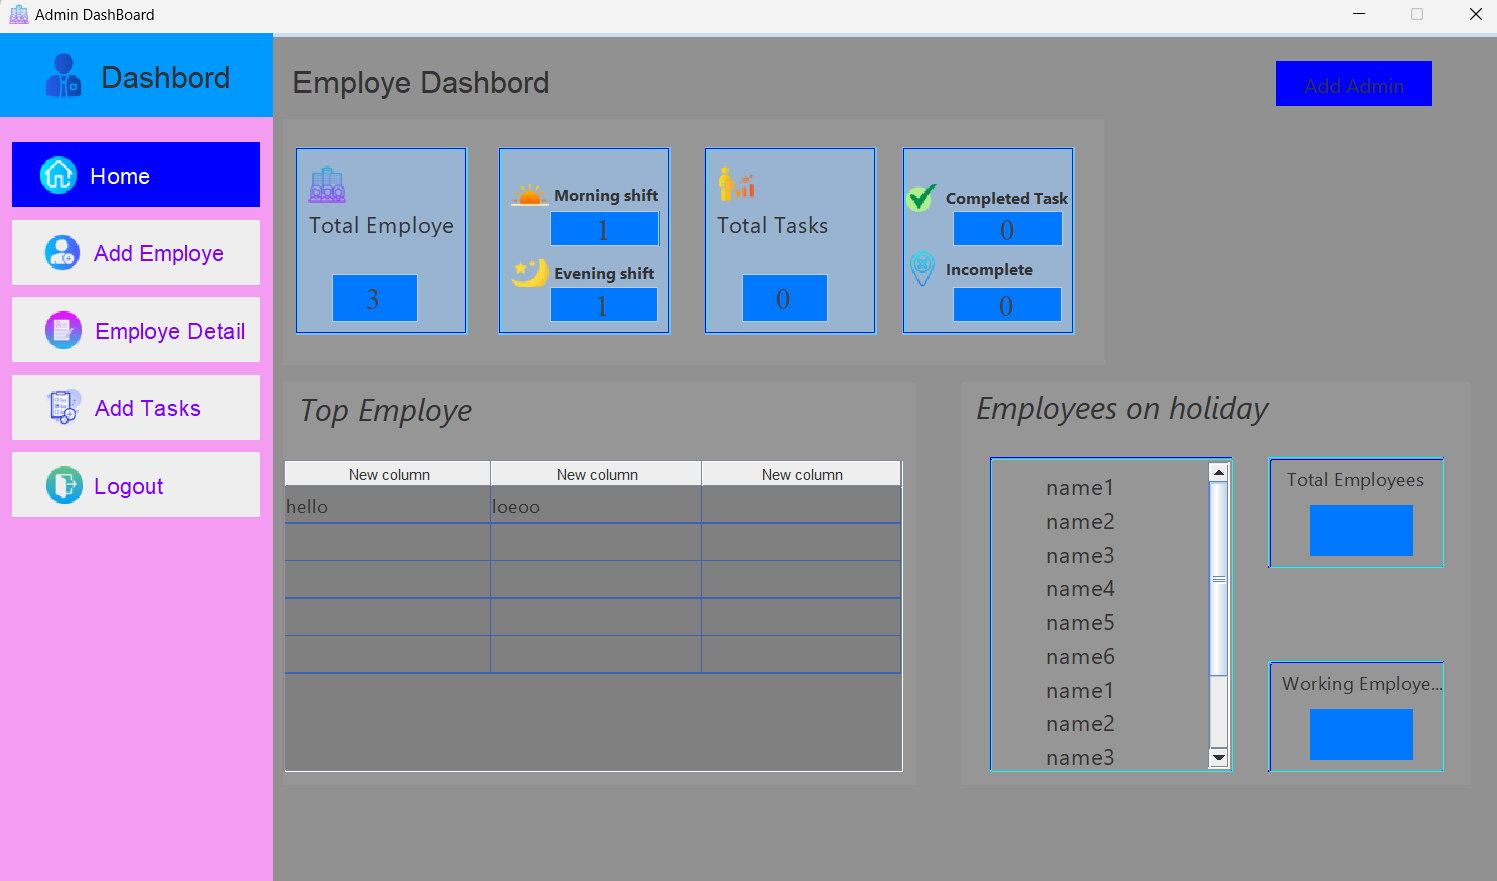 Admin DashBoard
Dashbord
Home
Add Employe
Employe Detail
Add Tasks
Logout
Employe Dashbord
Add Admin
Total Employe
3
Morning shift
1
Evening shift
1
Total Tasks
0
Completed Task
0
Incomplete
0
Top Employe
New column New column New column
hello loeoo
Employees on holiday
name1
name2
name3
name4
name5
name6
name1
name2
name3
Total Employees
Working Employe...